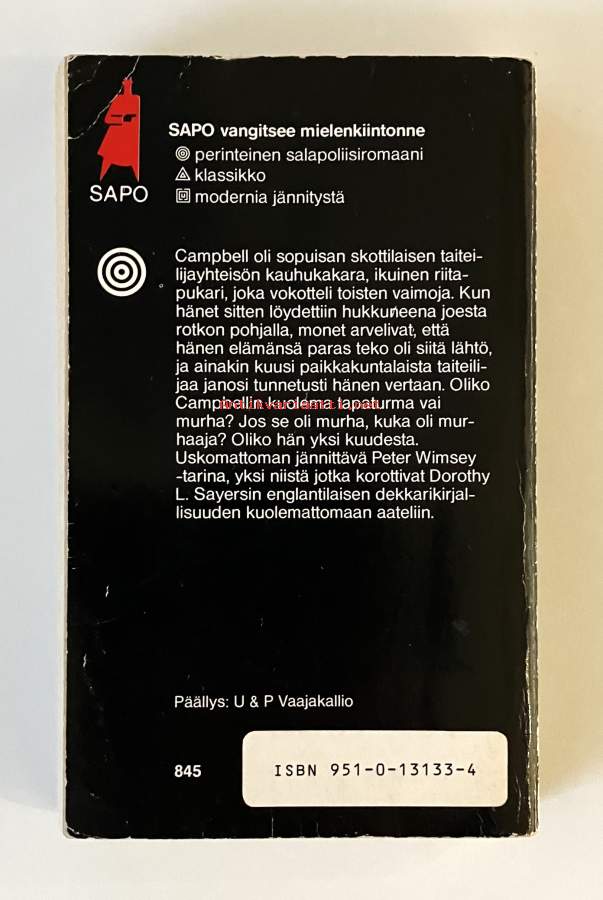 SAPO vangitsee mielenkiintonne
perinteinen salapoliisiromaani
klassikko
modernia jännitystä
SAPO
Campbell oli sopuisan skottilaisen taitei-
lijayhteisön kauhukakara, ikuinen riita-
pukari, joka vokotteli toisten vaimoja. Kun
hänet sitten löydettiin hukkuneena joesta
rotkon pohjalla, monet arvelivat, että
hänen elämänsä paras teko oli siitä lähtö,
ja ainakin kuusi paikkakuntalaista taiteili-
jaa janosi tunnetusti hänen vertaan. Oliko
Campbellin kuolema tapaturma vai
murha? Jos se oli murha, kuka oli mur-
haaja? Oliko hän yksi kuudesta.
Uskomattoman jännittävä Peter Wimsey
-tarina, yksi niistä jotka korottivat Dorothy
L. Sayersin englantilaisen dekkarikirjal-
lisuuden kuolemattomaan aateliin.
Päällys: U & P Vaajakallio
845
ISBN 951-0-13133-4